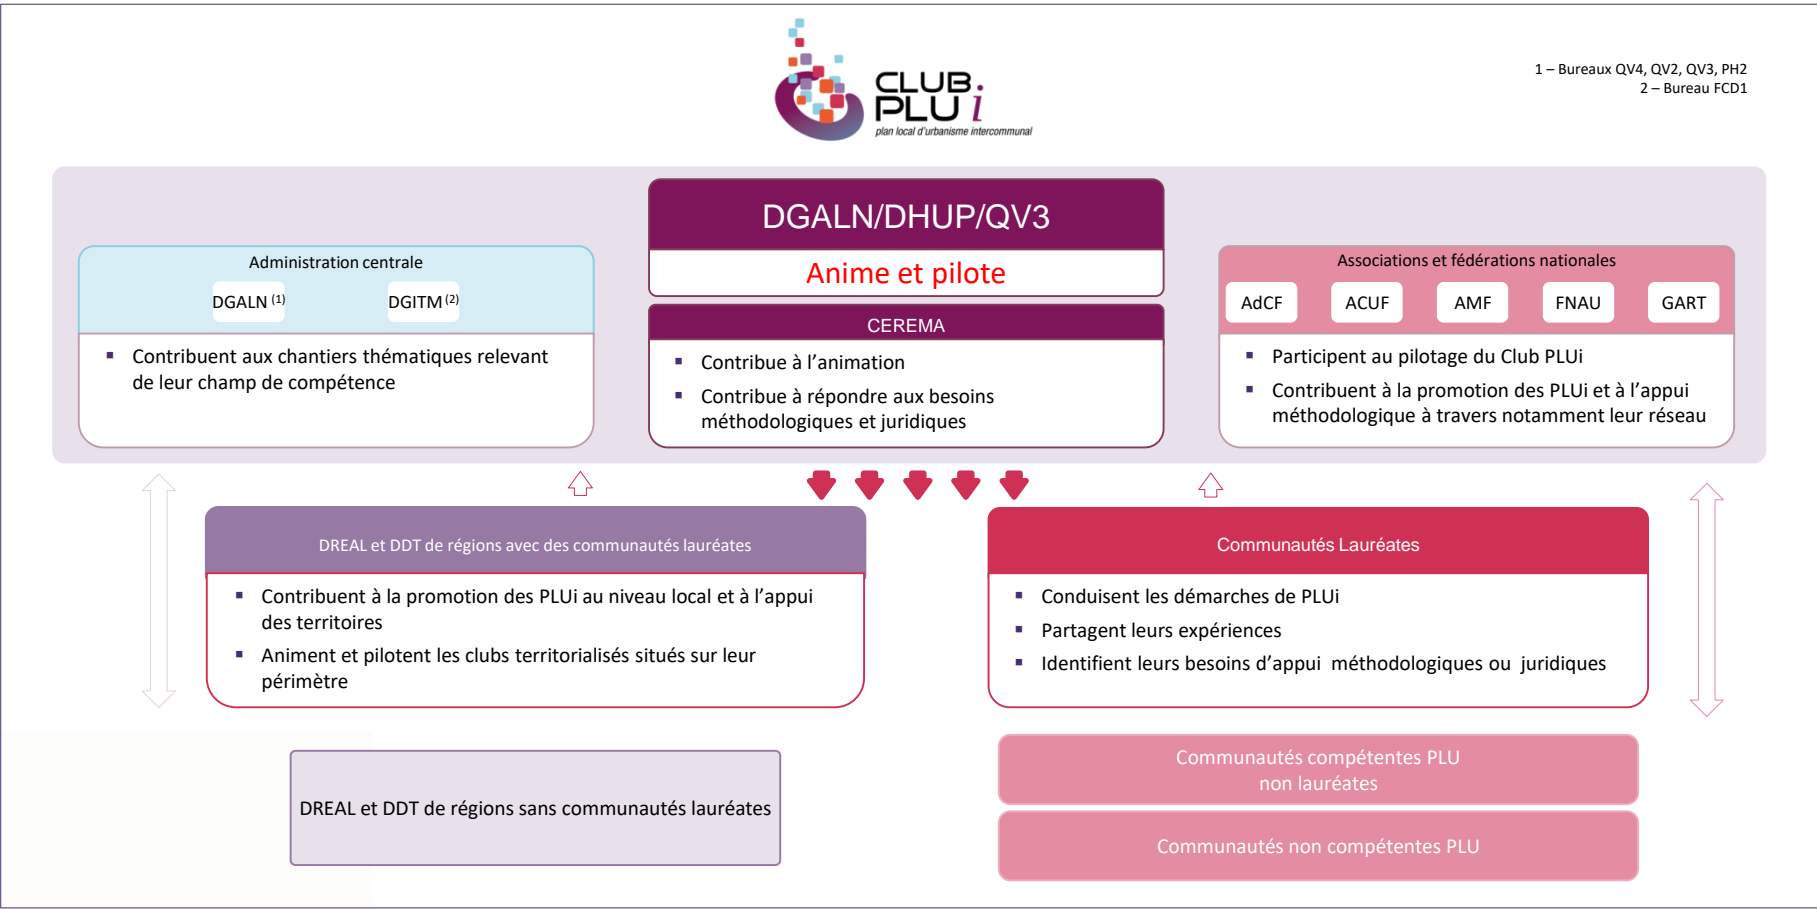 CLUB
PLUi
plan local d'urbanisme intercommunal
1 – Bureaux QV4, QV2, QV3, PH2
2 – Bureau FCD1
DGALN/DHUP/QV3
Anime et pilote
CEREMA
▪ Contribue à l'animation
▪ Contribue à répondre aux besoins
méthodologiques et juridiques
Administration centrale
DGALN (1)
DGITM (2)
▪ Contribuent aux chantiers thématiques relevant
de leur champ de compétence
Associations et fédérations nationales
AdCF
ACUF
AMF
FNAU
GART
▪ Participent au pilotage du Club PLUi
▪ Contribuent à la promotion des PLUi et à l'appui
méthodologique à travers notamment leur réseau
DREAL et DDT de régions avec des communautés lauréates
▪ Contribuent à la promotion des PLUi au niveau local et à l'appui
des territoires
▪ Animent et pilotent les clubs territorialisés situés sur leur
périmètre
Communautés Lauréates
▪ Conduisent les démarches de PLUi
▪ Partagent leurs expériences
▪ Identifient leurs besoins d'appui méthodologiques ou juridiques
DREAL et DDT de régions sans communautés lauréates
Communautés compétentes PLU
non lauréates
Communautés non compétentes PLU